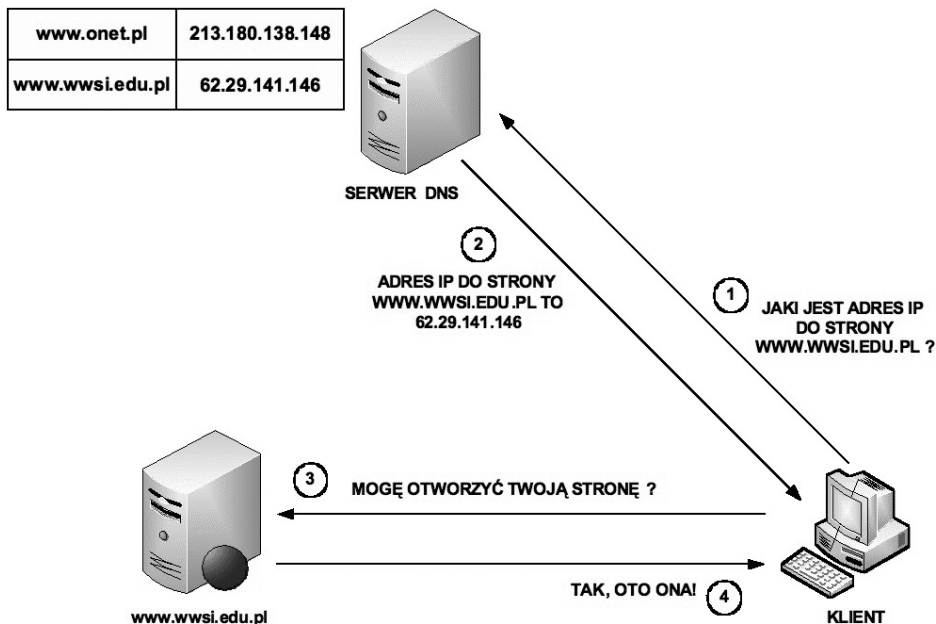 www.onet.pl 213.180.138.148
www.wwsi.edu.pl 62.29.141.146
SERWER DNS
2
ADRES IP DO STRONY
WWW.WWSI.EDU.PL TO
62.29.141.146
1
JAKI JEST ADRES IP
DO STRONY
WWW.WWSI.EDU.PL ?
3
MOGĘ OTWORZYĆ TWOJĄ STRONĘ ?
TAK, OTO ONA!
4
www.wwsi.edu.pl
KLIENT